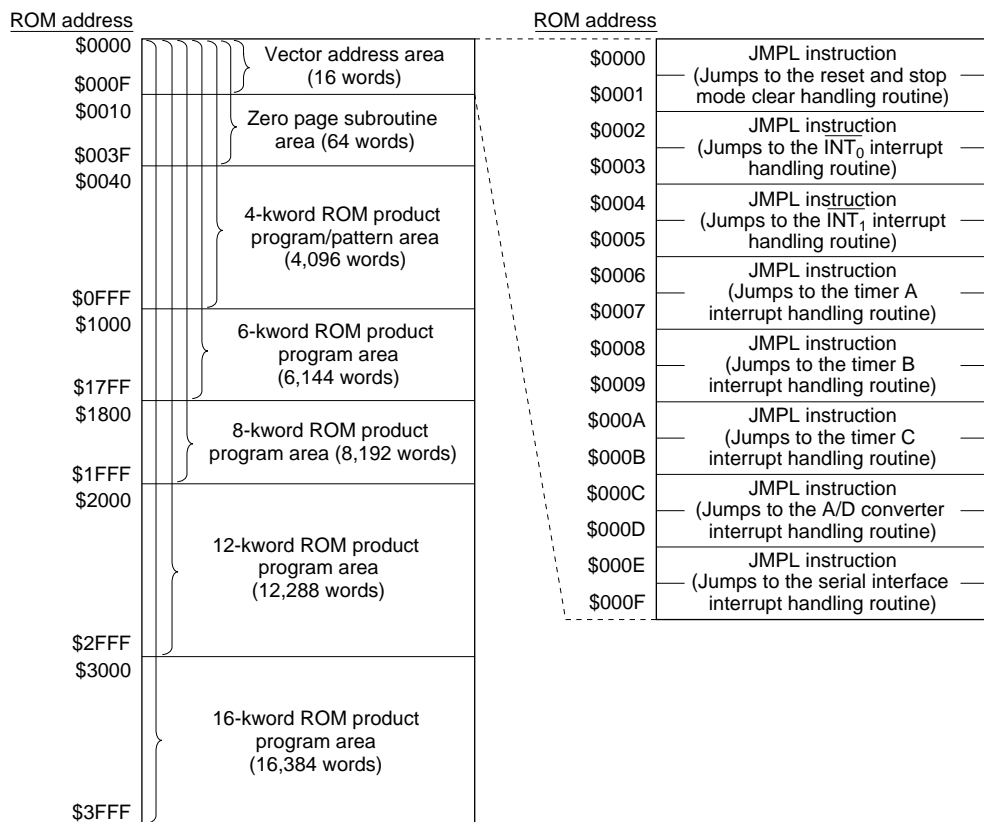 ROM address
$0000
Vector address area
(16 words)
$000F
$0010
Zero page subroutine
area (64 words)
$003F
$0040
4-kword ROM product
program/pattern area
(4,096 words)
$0FFF
$1000
6-kword ROM product
program area
(6,144 words)
$17FF
$1800
8-kword ROM product
program area (8,192 words)
$1FFF
$2000
12-kword ROM product
program area
(12,288 words)
$2FFF
$3000
16-kword ROM product
program area
(16,384 words)
$3FFF
ROM address
$0000
$0001
JMPL instruction
(Jumps to the reset and stop
mode clear handling routine)
$0002
$0003
JMPL instruction
(Jumps to the I̅N̅T̅₀ interrupt
handling routine)
$0004
$0005
JMPL instruction
(Jumps to the I̅N̅T̅₁ interrupt
handling routine)
$0006
$0007
JMPL instruction
(Jumps to the timer A
interrupt handling routine)
$0008
$0009
JMPL instruction
(Jumps to the timer B
interrupt handling routine)
$000A
$000B
JMPL instruction
(Jumps to the timer C
interrupt handling routine)
$000C
$000D
JMPL instruction
(Jumps to the A/D converter
interrupt handling routine)
$000E
$000F
JMPL instruction
(Jumps to the serial interface
interrupt handling routine)